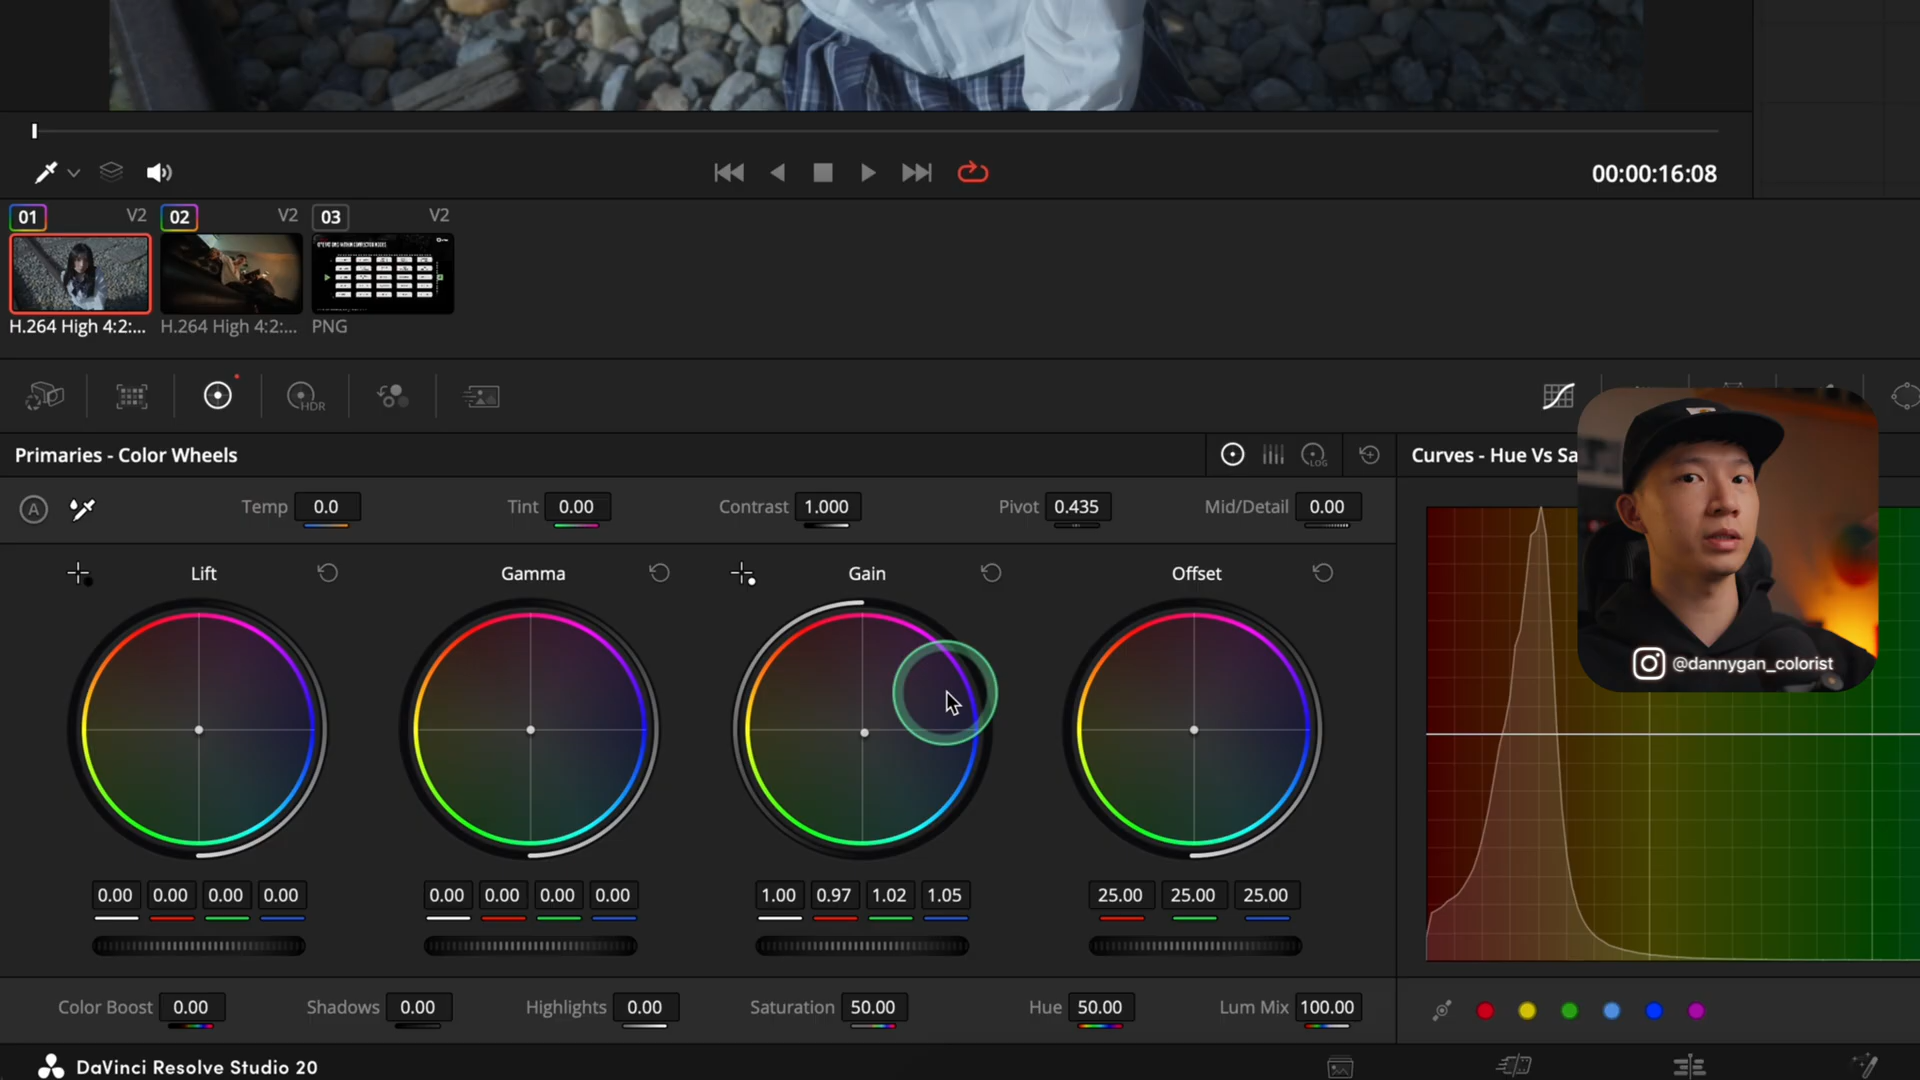 00:00:16:08
01 V2 02 V2 03 V2
H.264 High 4:2:... H.264 High 4:2:... PNG
HDR
Primaries - Color Wheels
LOG
Curves - Hue Vs Sa
A Temp 0.0 Tint 0.00 Contrast 1.000 Pivot 0.435 Mid/Detail 0.00
Lift Gamma Gain Offset
@dannygan_colorist
0.00 0.00 0.00 0.00 0.00 0.00 0.00 0.00 1.00 0.97 1.02 1.05 25.00 25.00 25.00
Color Boost 0.00 Shadows 0.00 Highlights 0.00 Saturation 50.00 Hue 50.00 Lum Mix 100.00
DaVinci Resolve Studio 20